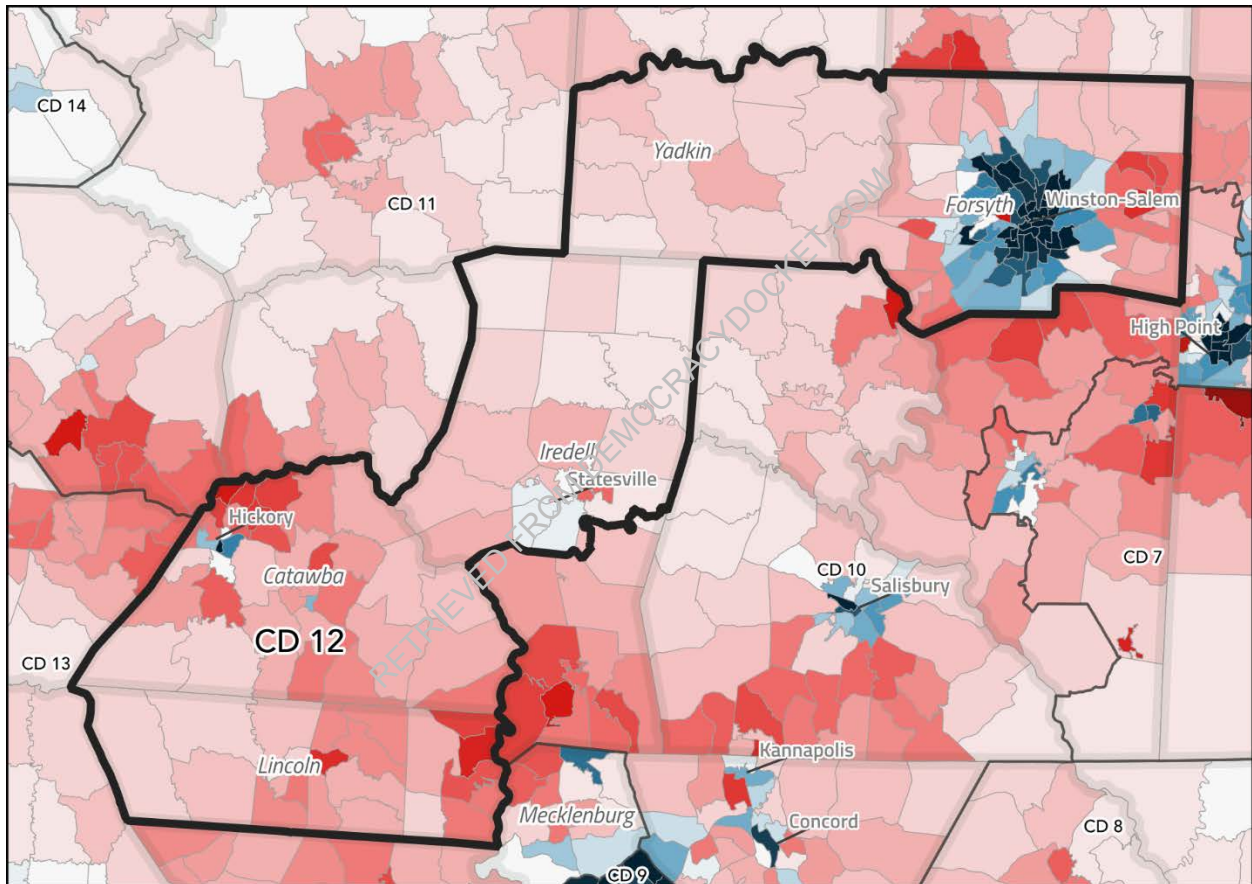 CD 14
Yadkin
CD 11
Forsyth
Winston-Salem
High Point
Iredell
Statesville
Hickory
Catawba
CD 7
CD 10
Salisbury
CD 12
CD 13
Lincoln
Kannapolis
Mecklenburg
Concord
CD 8
CD 9
RETRIEVED FROM DEMOCRACYDOCKET.COM